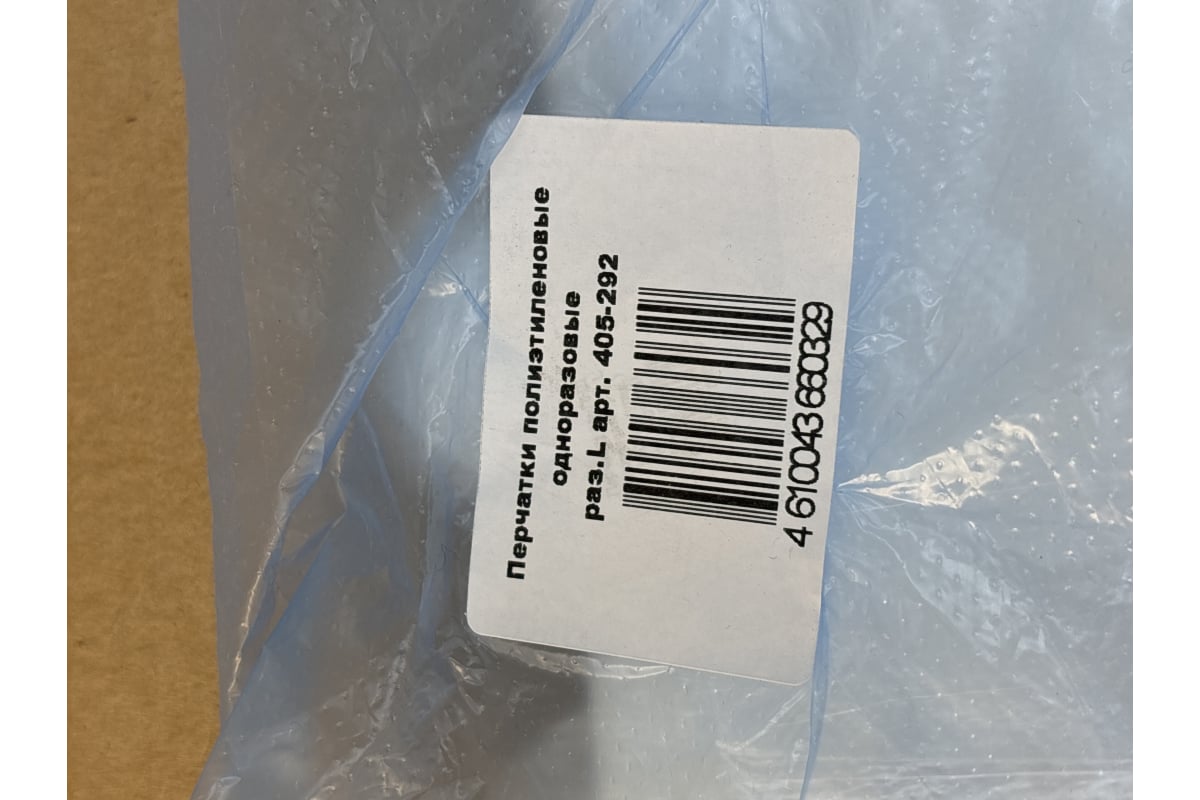 Перчатки полиэтиленовые
одноразовые
раз.L арт. 405-292
4 610043 660329